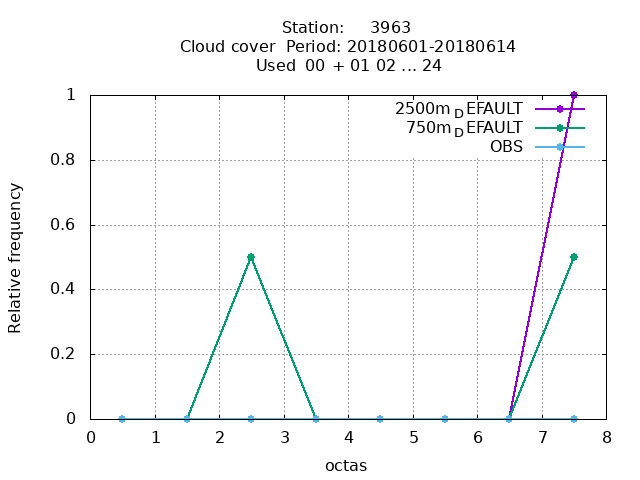 Station: 3963
Cloud cover Period: 20180601-20180614
Used 00 + 01 02 ... 24
2500m_DEFAULT
750m_DEFAULT
OBS
1
0.8
0.6
0.4
0.2
0
Relative frequency
0 1 2 3 4 5 6 7 8
octas